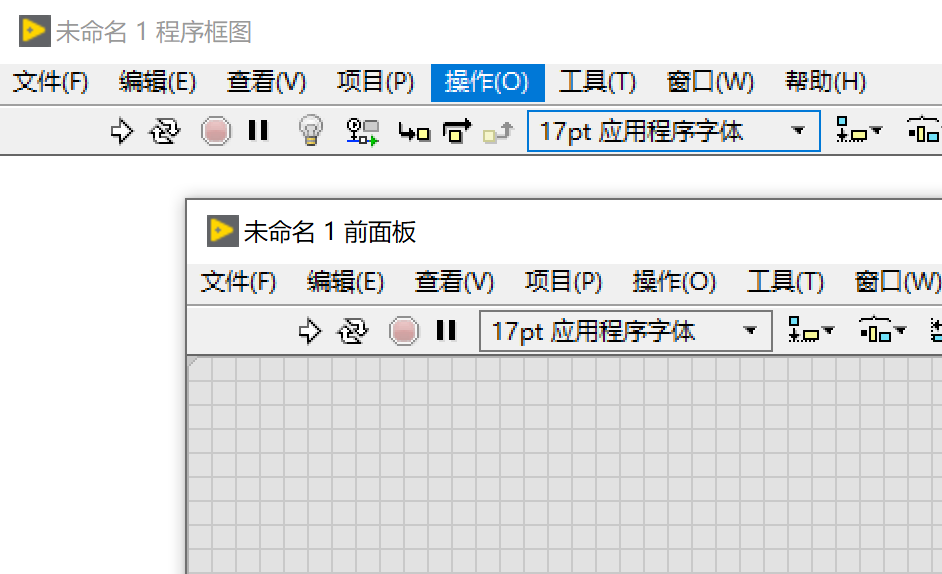 未命名 1 程序框图
文件(F) 编辑(E) 查看(V) 项目(P) 操作(O) 工具(T) 窗口(W) 帮助(H)
17pt 应用程序字体
未命名 1 前面板
文件(F) 编辑(E) 查看(V) 项目(P) 操作(O) 工具(T) 窗口(W)
17pt 应用程序字体